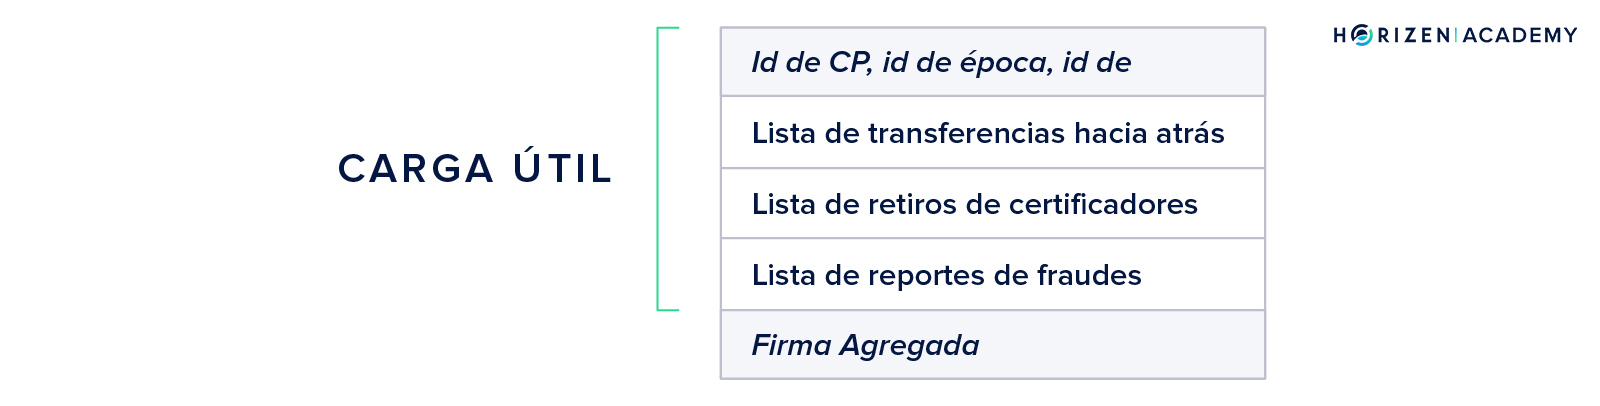 HORIZEN ACADEMY
Id de CP, id de época, id de
Lista de transferencias hacia atrás
CARGA ÚTIL
Lista de retiros de certificadores
Lista de reportes de fraudes
Firma Agregada